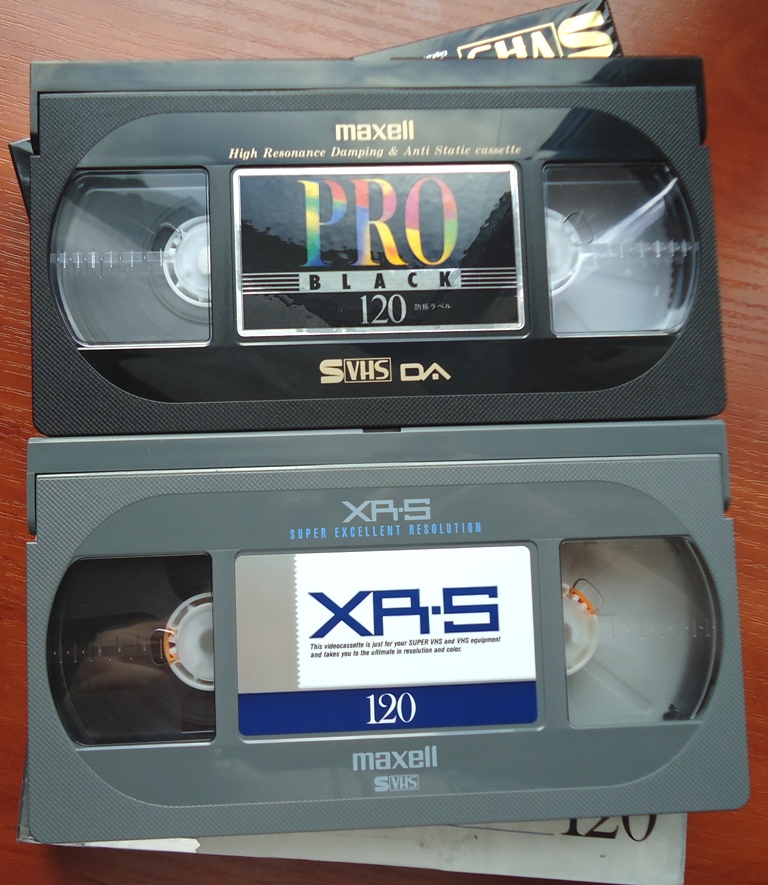 SVHS
maxell
High Resonance Damping & Anti Static cassette
PRO
BLACK
120 防振ラベル
SVHS DA
XR-S
SUPER EXCELLENT RESOLUTION
XR-S
This videocassette is just for your SUPER VHS and VHS equipment
and takes you to the ultimate in resolution and color.
120
maxell
SVHS
120